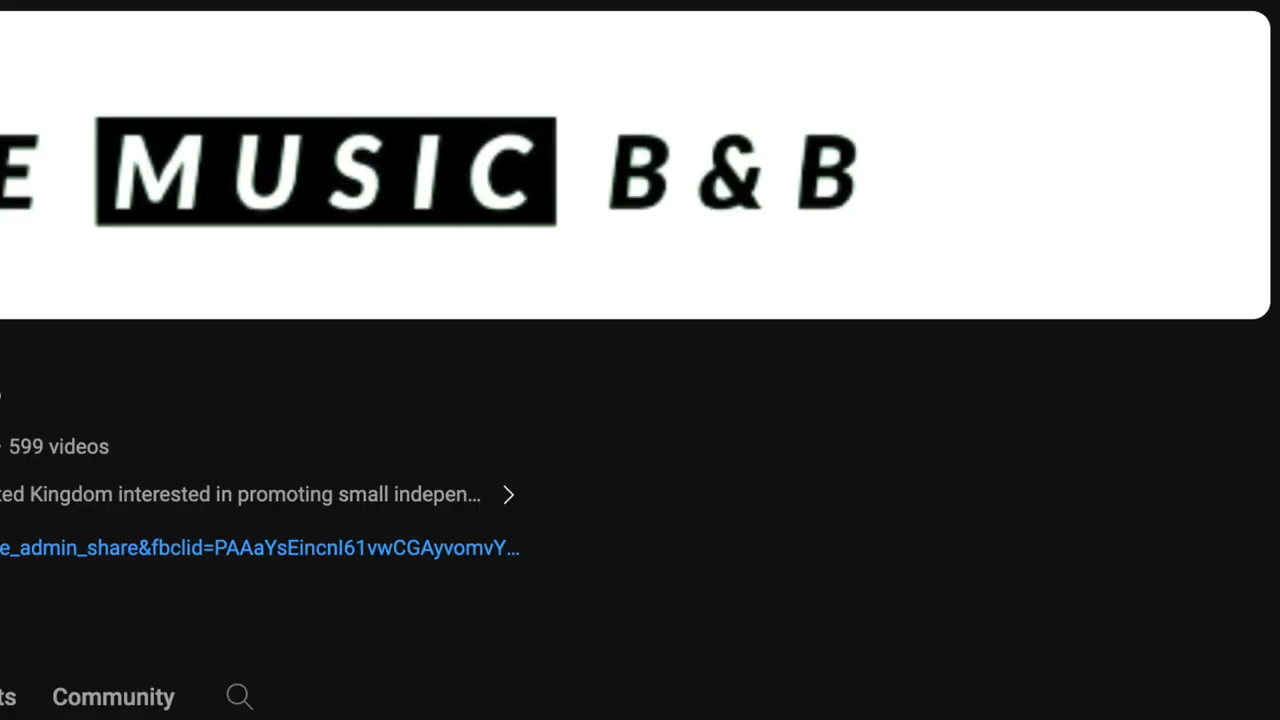 E MUSIC B&B
599 videos
ted Kingdom interested in promoting small indepen...
e_admin_share&fbclid=PAAaYsEincnI61vwCGAyvomvY...
ts Community